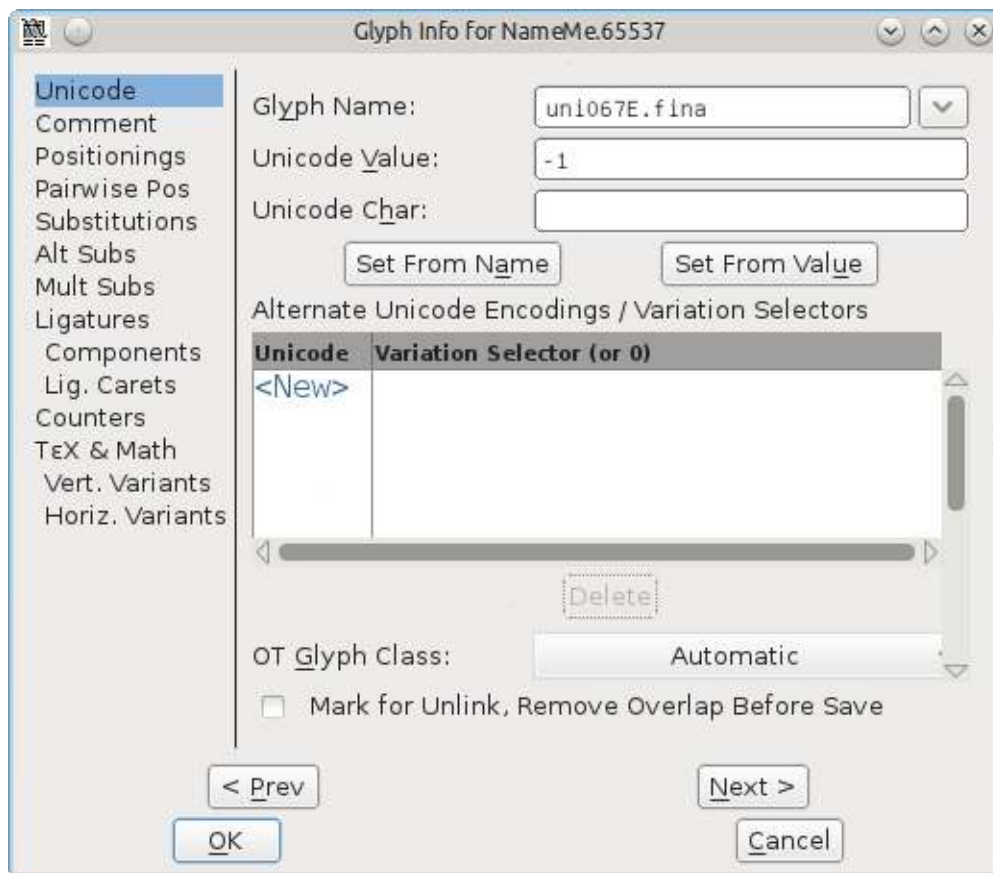 Glyph Info for NameMe.65537
Unicode
Comment
Positionings
Pairwise Pos
Substitutions
Alt Subs
Mult Subs
Ligatures
Components
Lig. Carets
Counters
TεX & Math
Vert. Variants
Horiz. Variants
Glyph Name: uni067E.fina
Unicode Value: -1
Unicode Char:
Set From Name Set From Value
Alternate Unicode Encodings / Variation Selectors
Unicode Variation Selector (or 0)
<New>
Delete
OT Glyph Class: Automatic
Mark for Unlink, Remove Overlap Before Save
< Prev Next >
OK Cancel